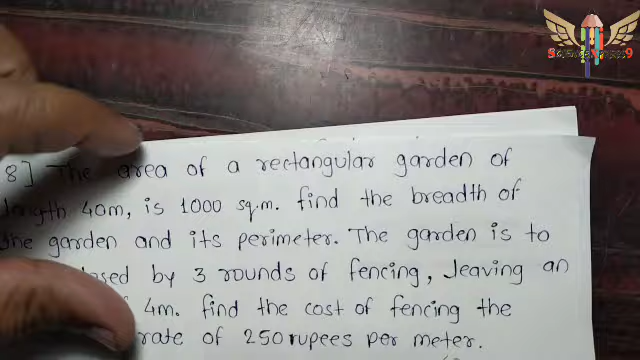 8] The area of a rectangular garden of
length 40m, is 1000 sq.m. find the breadth of
the garden and its perimeter. The garden is to
by 3 rounds of fencing, leaving an
4m. find the cost of fencing the
rate of 250 rupees per meter.